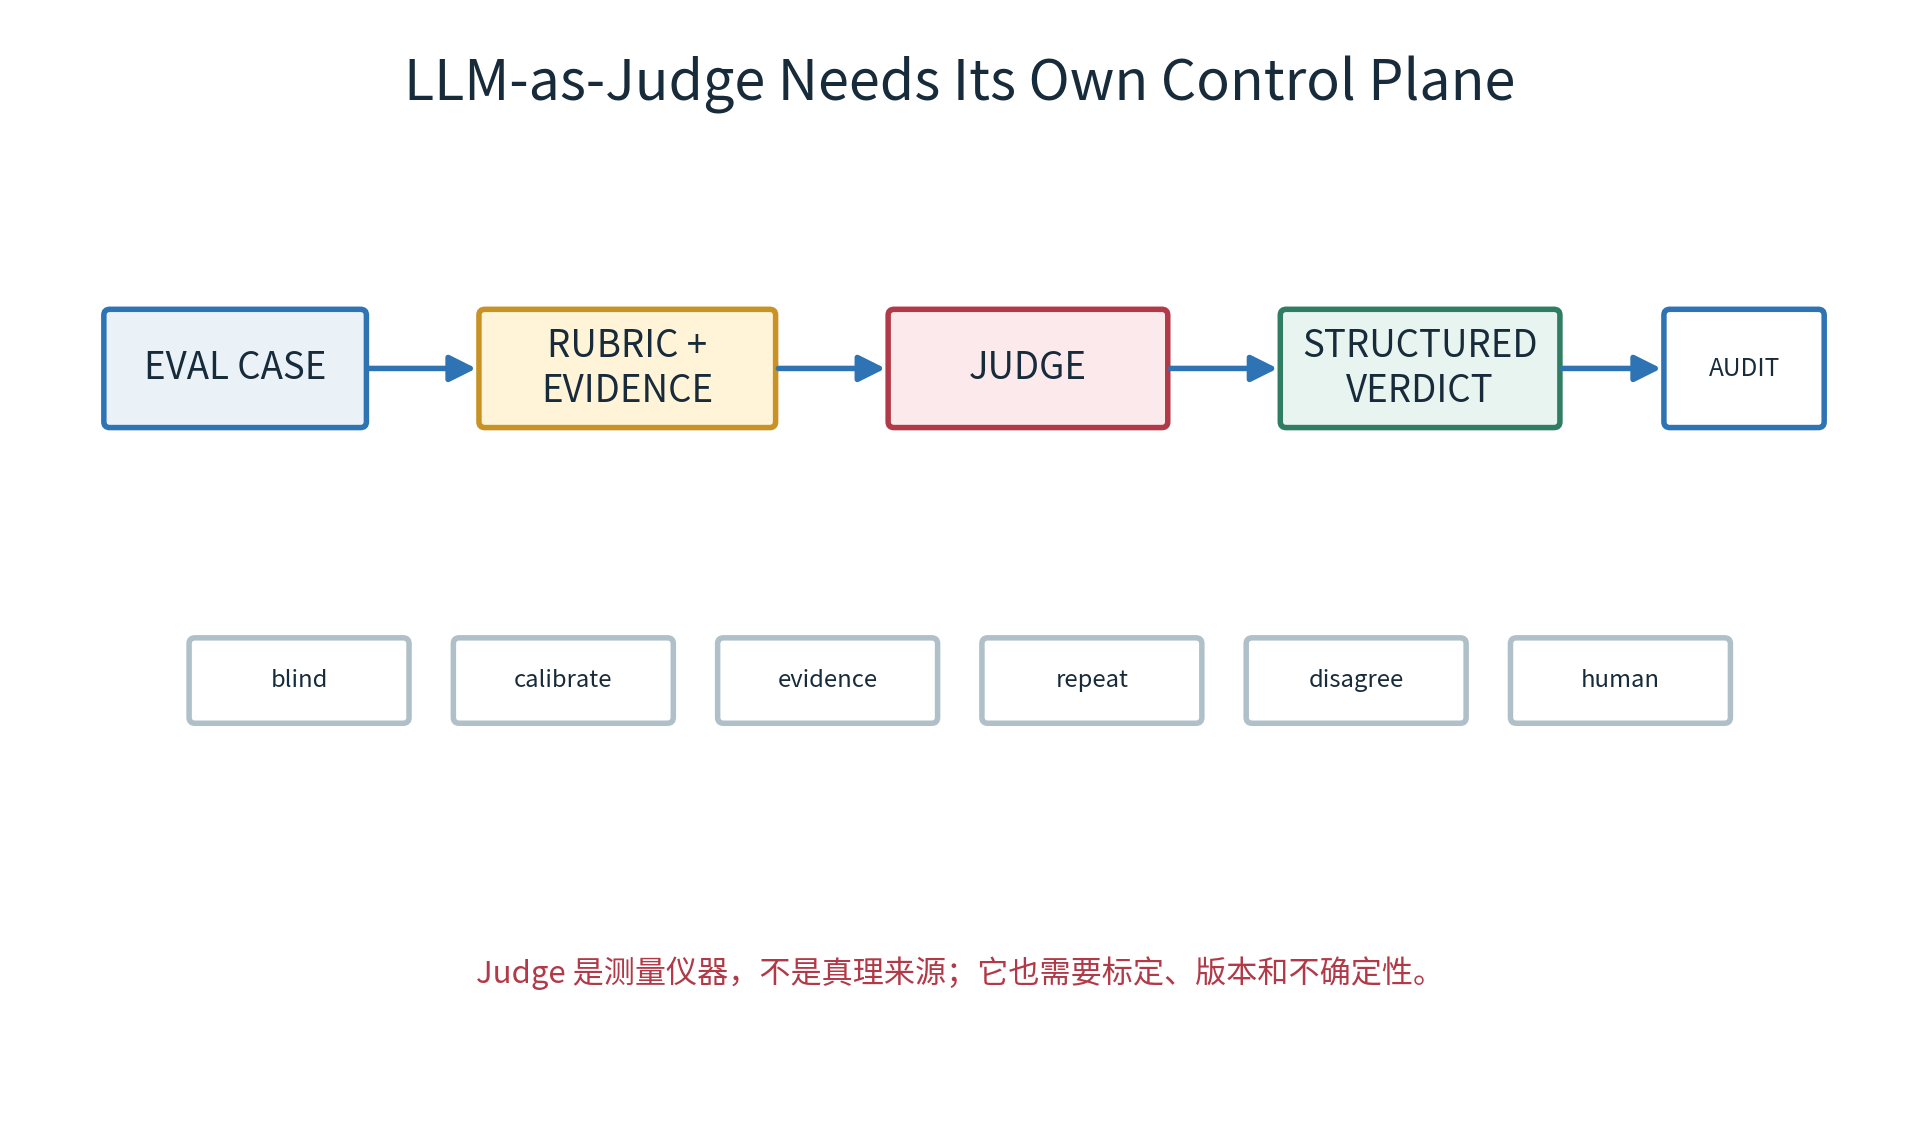 LLM-as-Judge Needs Its Own Control Plane
EVAL CASE
RUBRIC +
EVIDENCE
JUDGE
STRUCTURED
VERDICT
AUDIT
blind
calibrate
evidence
repeat
disagree
human
Judge 是测量仪器，不是真理来源；它也需要标定、版本和不确定性。